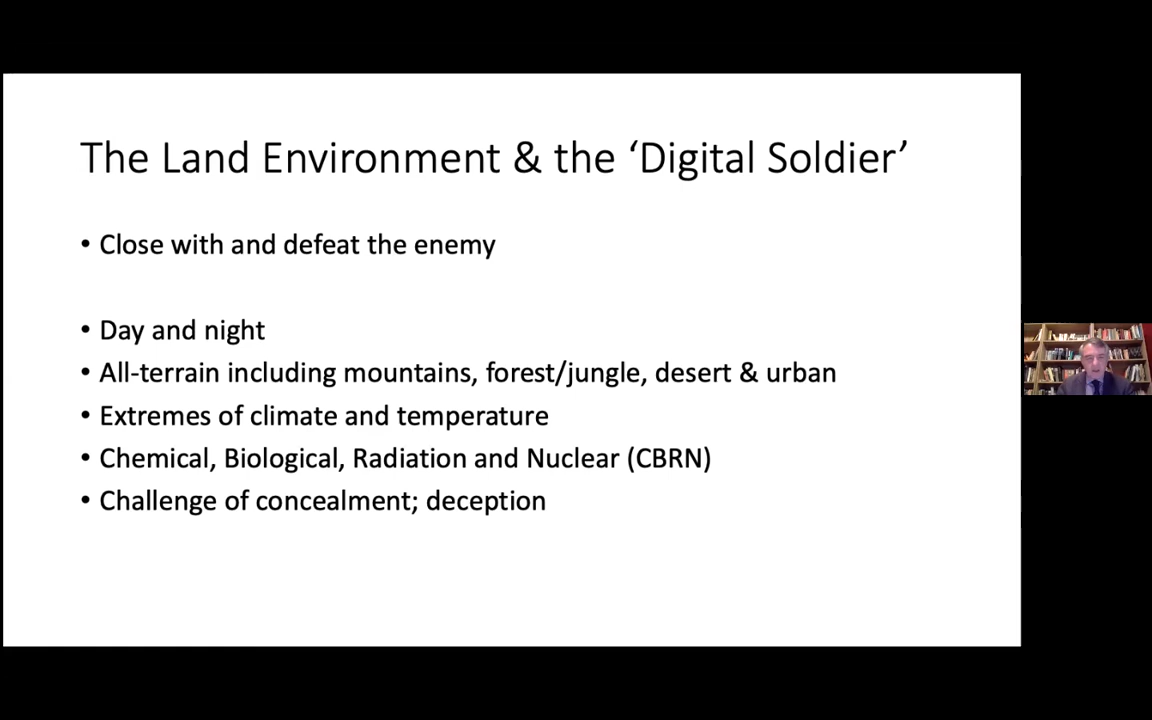 The Land Environment & the ‘Digital Soldier’
• Close with and defeat the enemy
• Day and night
• All-terrain including mountains, forest/jungle, desert & urban
• Extremes of climate and temperature
• Chemical, Biological, Radiation and Nuclear (CBRN)
• Challenge of concealment; deception